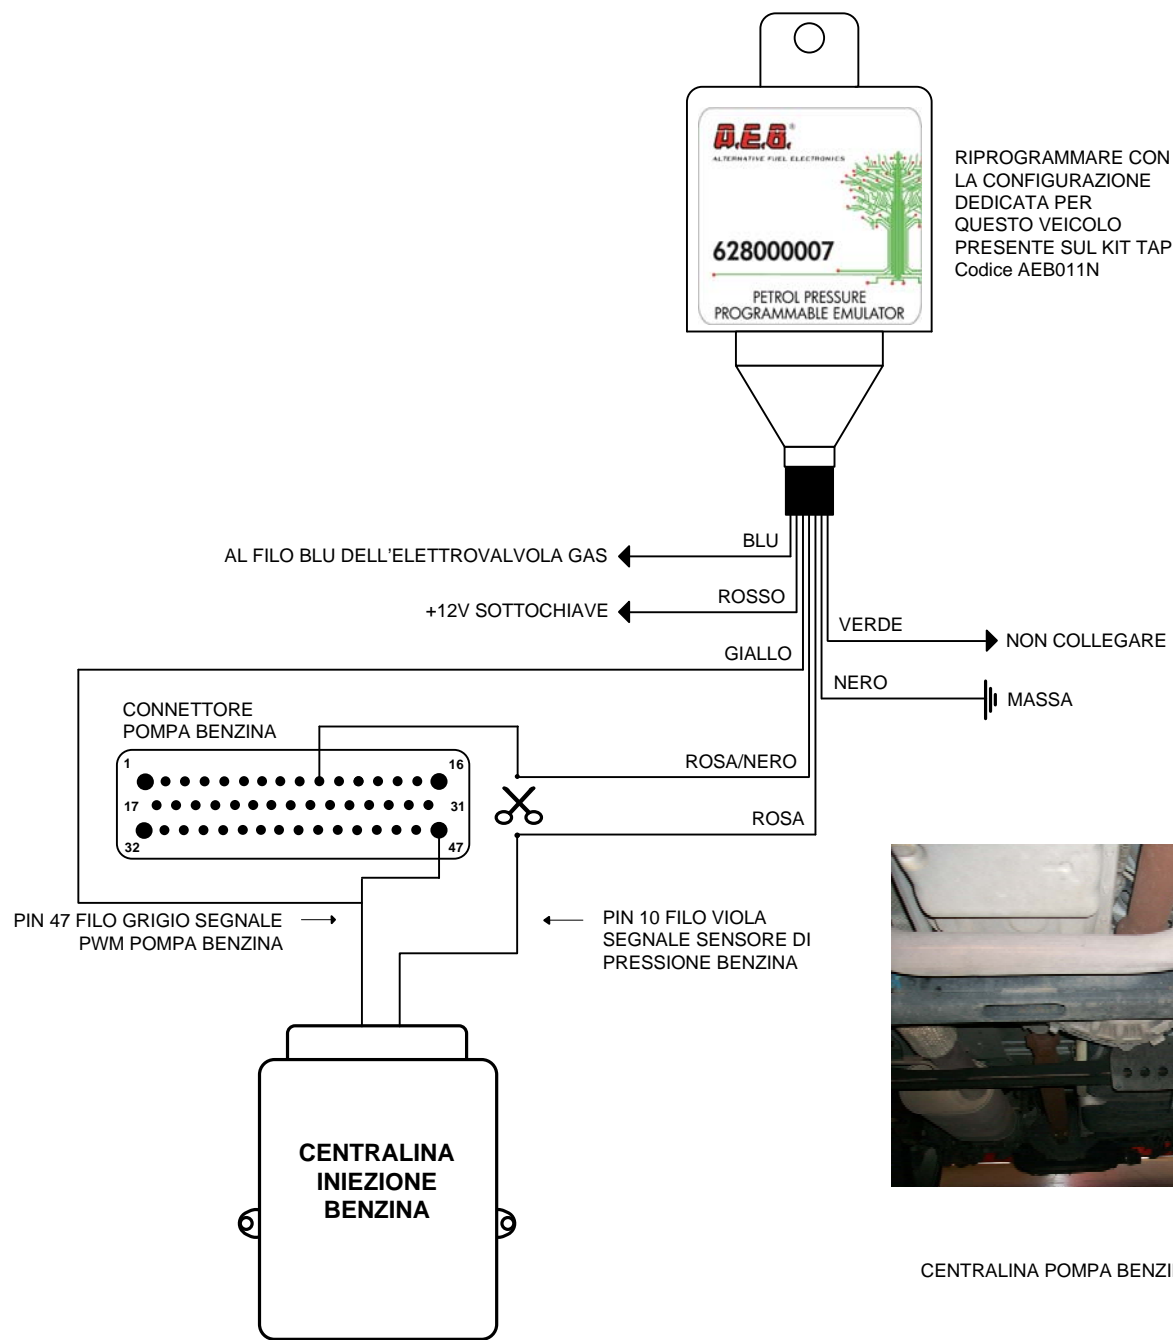 A.E.B.®
ALTERNATIVE FUEL ELECTRONICS
628000007
PETROL PRESSURE
PROGRAMMABLE EMULATOR
RIPROGRAMMARE CON
LA CONFIGURAZIONE
DEDICATA PER
QUESTO VEICOLO
PRESENTE SUL KIT TAP
Codice AEB011N
BLU
AL FILO BLU DELL'ELETTROVALVOLA GAS
ROSSO
+12V SOTTOCHIAVE
VERDE
NON COLLEGARE
GIALLO
NERO
MASSA
CONNETTORE
POMPA BENZINA
1
16
17
31
32
47
ROSA/NERO
ROSA
PIN 47 FILO GRIGIO SEGNALE
PWM POMPA BENZINA
PIN 10 FILO VIOLA
SEGNALE SENSORE DI
PRESSIONE BENZINA
CENTRALINA
INIEZIONE
BENZINA
CENTRALINA POMPA